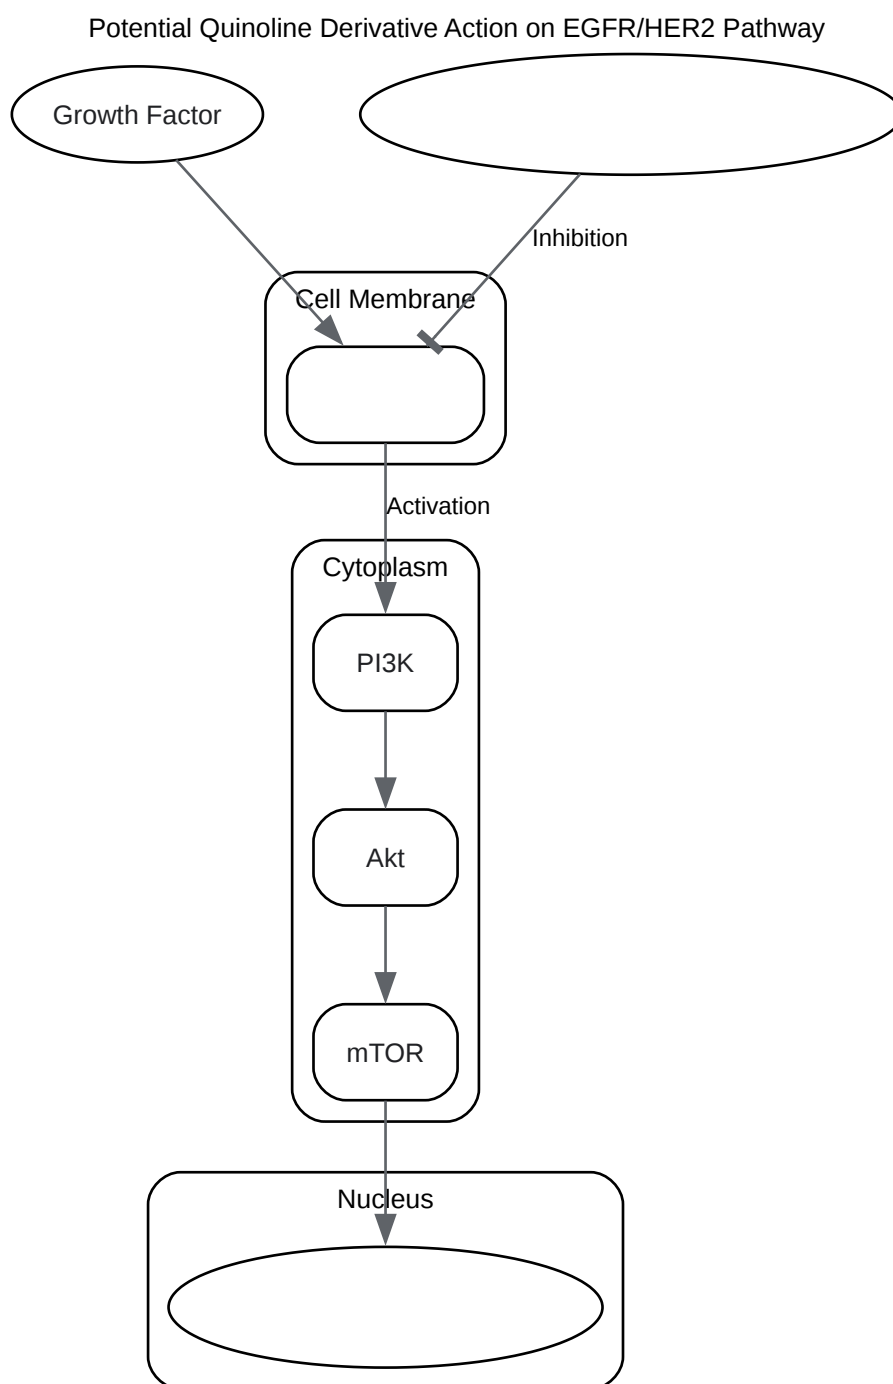 Potential Quinoline Derivative Action on EGFR/HER2 Pathway
Growth Factor
Inhibition
Cell Membrane
Activation
Cytoplasm
PI3K
Akt
mTOR
Nucleus